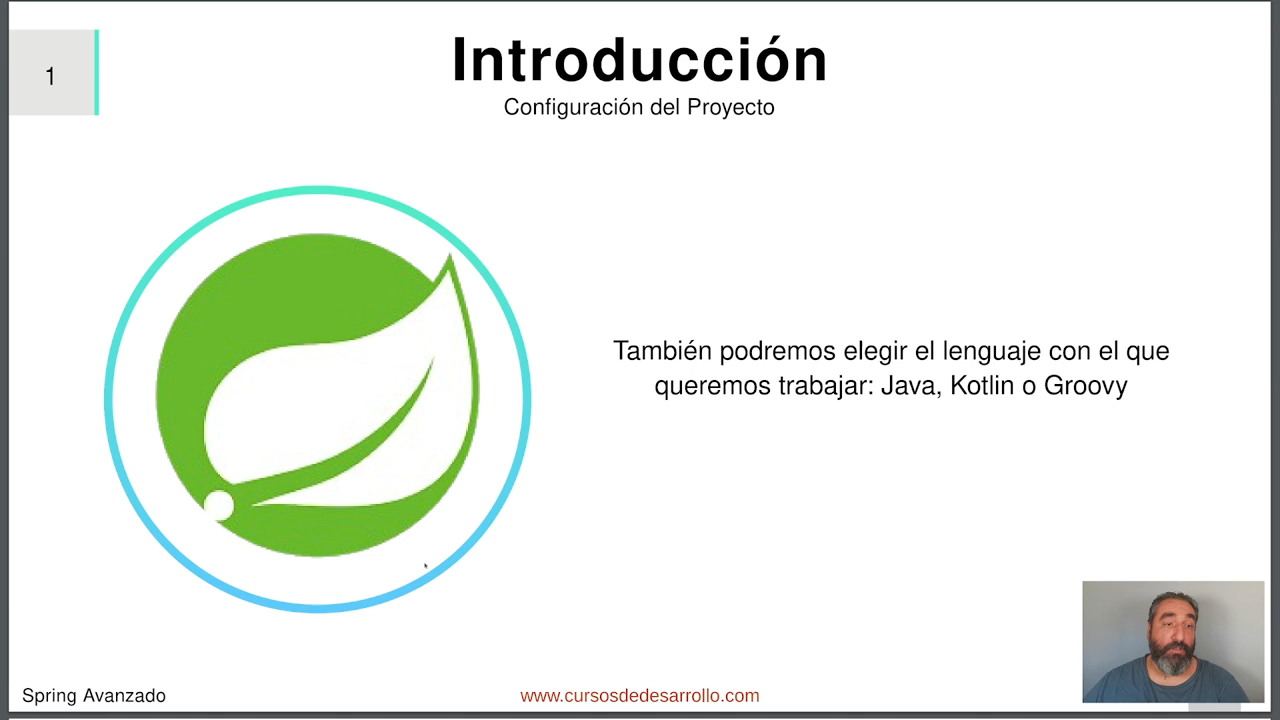 1
Introducción
Configuración del Proyecto
También podremos elegir el lenguaje con el que
queremos trabajar: Java, Kotlin o Groovy
Spring Avanzado
www.cursosdedesarrollo.com